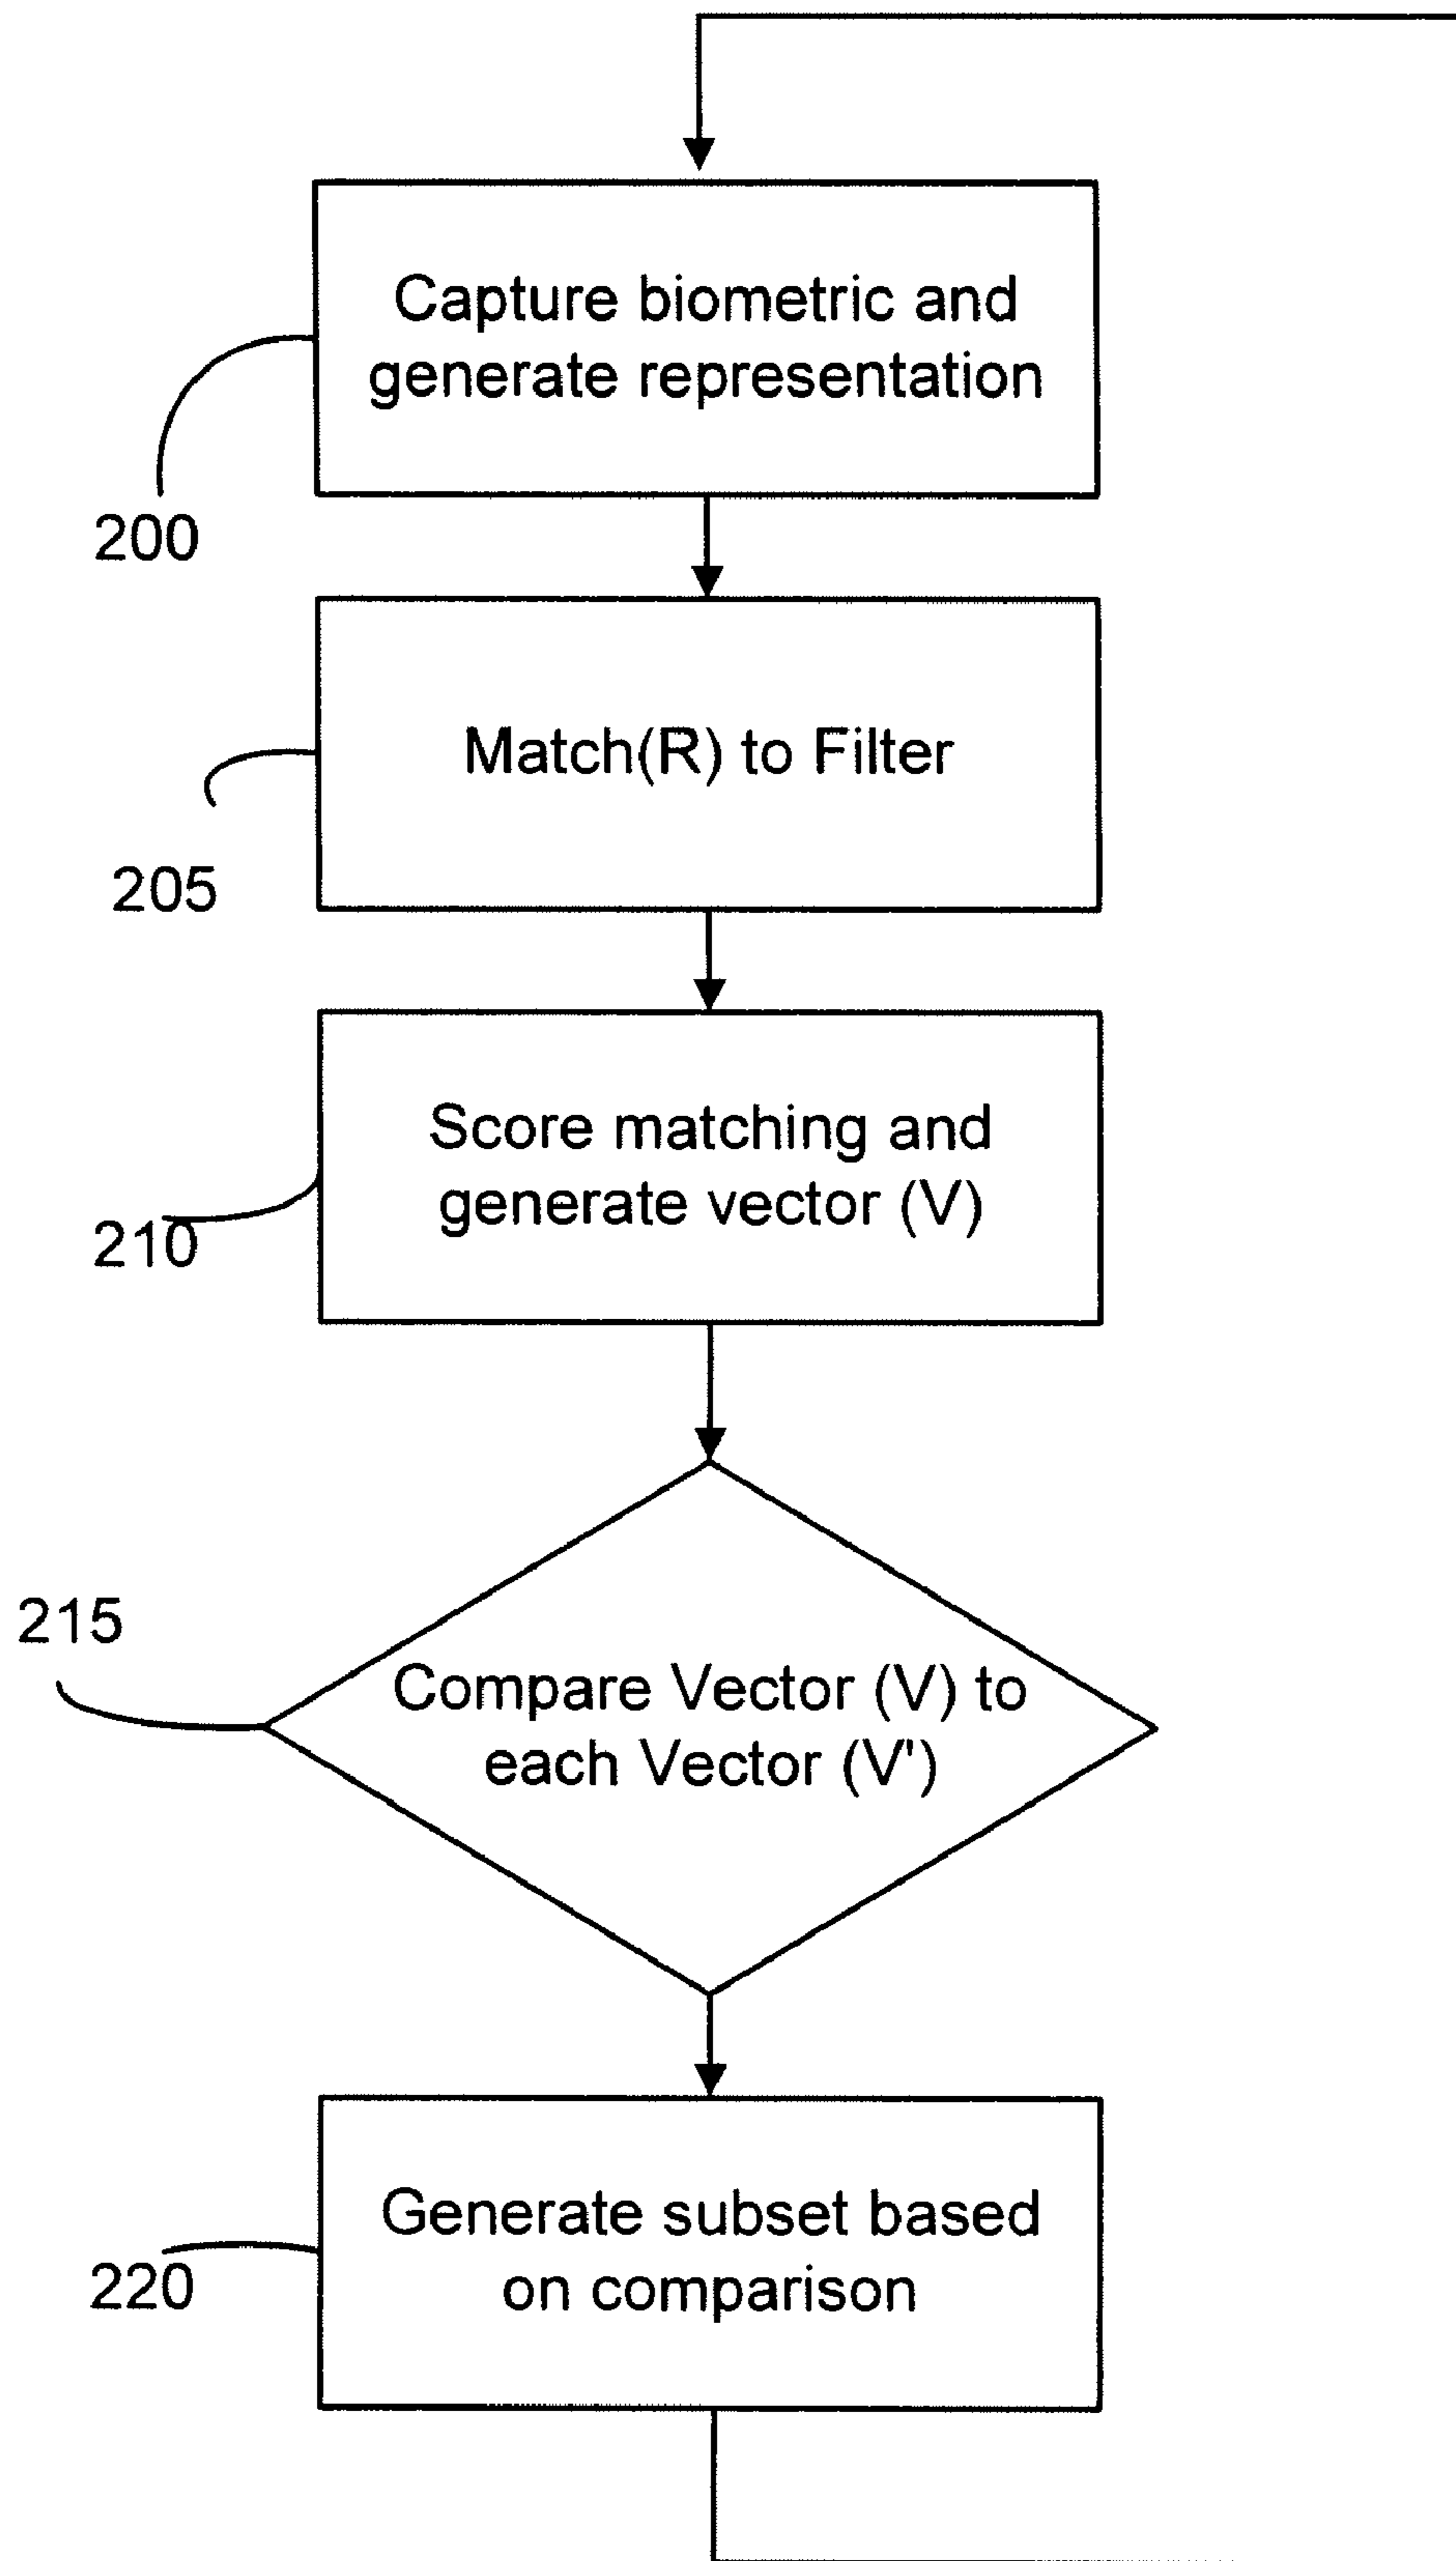 Capture biometric and
generate representation
200
Match(R) to Filter
205
Score matching and
generate vector (V)
210
215
Compare Vector (V) to
each Vector (V')
Generate subset based
on comparison
220